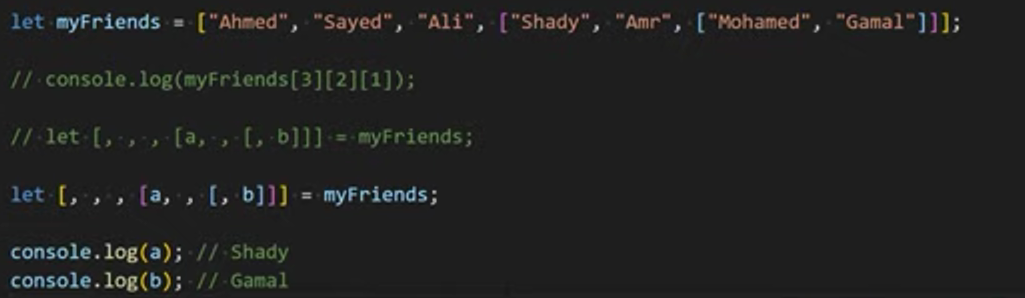 let myFriends = ["Ahmed", "Sayed", "Ali", ["Shady", "Amr", ["Mohamed", "Gamal"]]];
// console.log(myFriends[3][2][1]);
// let [, , , [a, , [, b]]] = myFriends;
let [, , , [a, , [, b]]] = myFriends;
console.log(a); // Shady
console.log(b); // Gamal